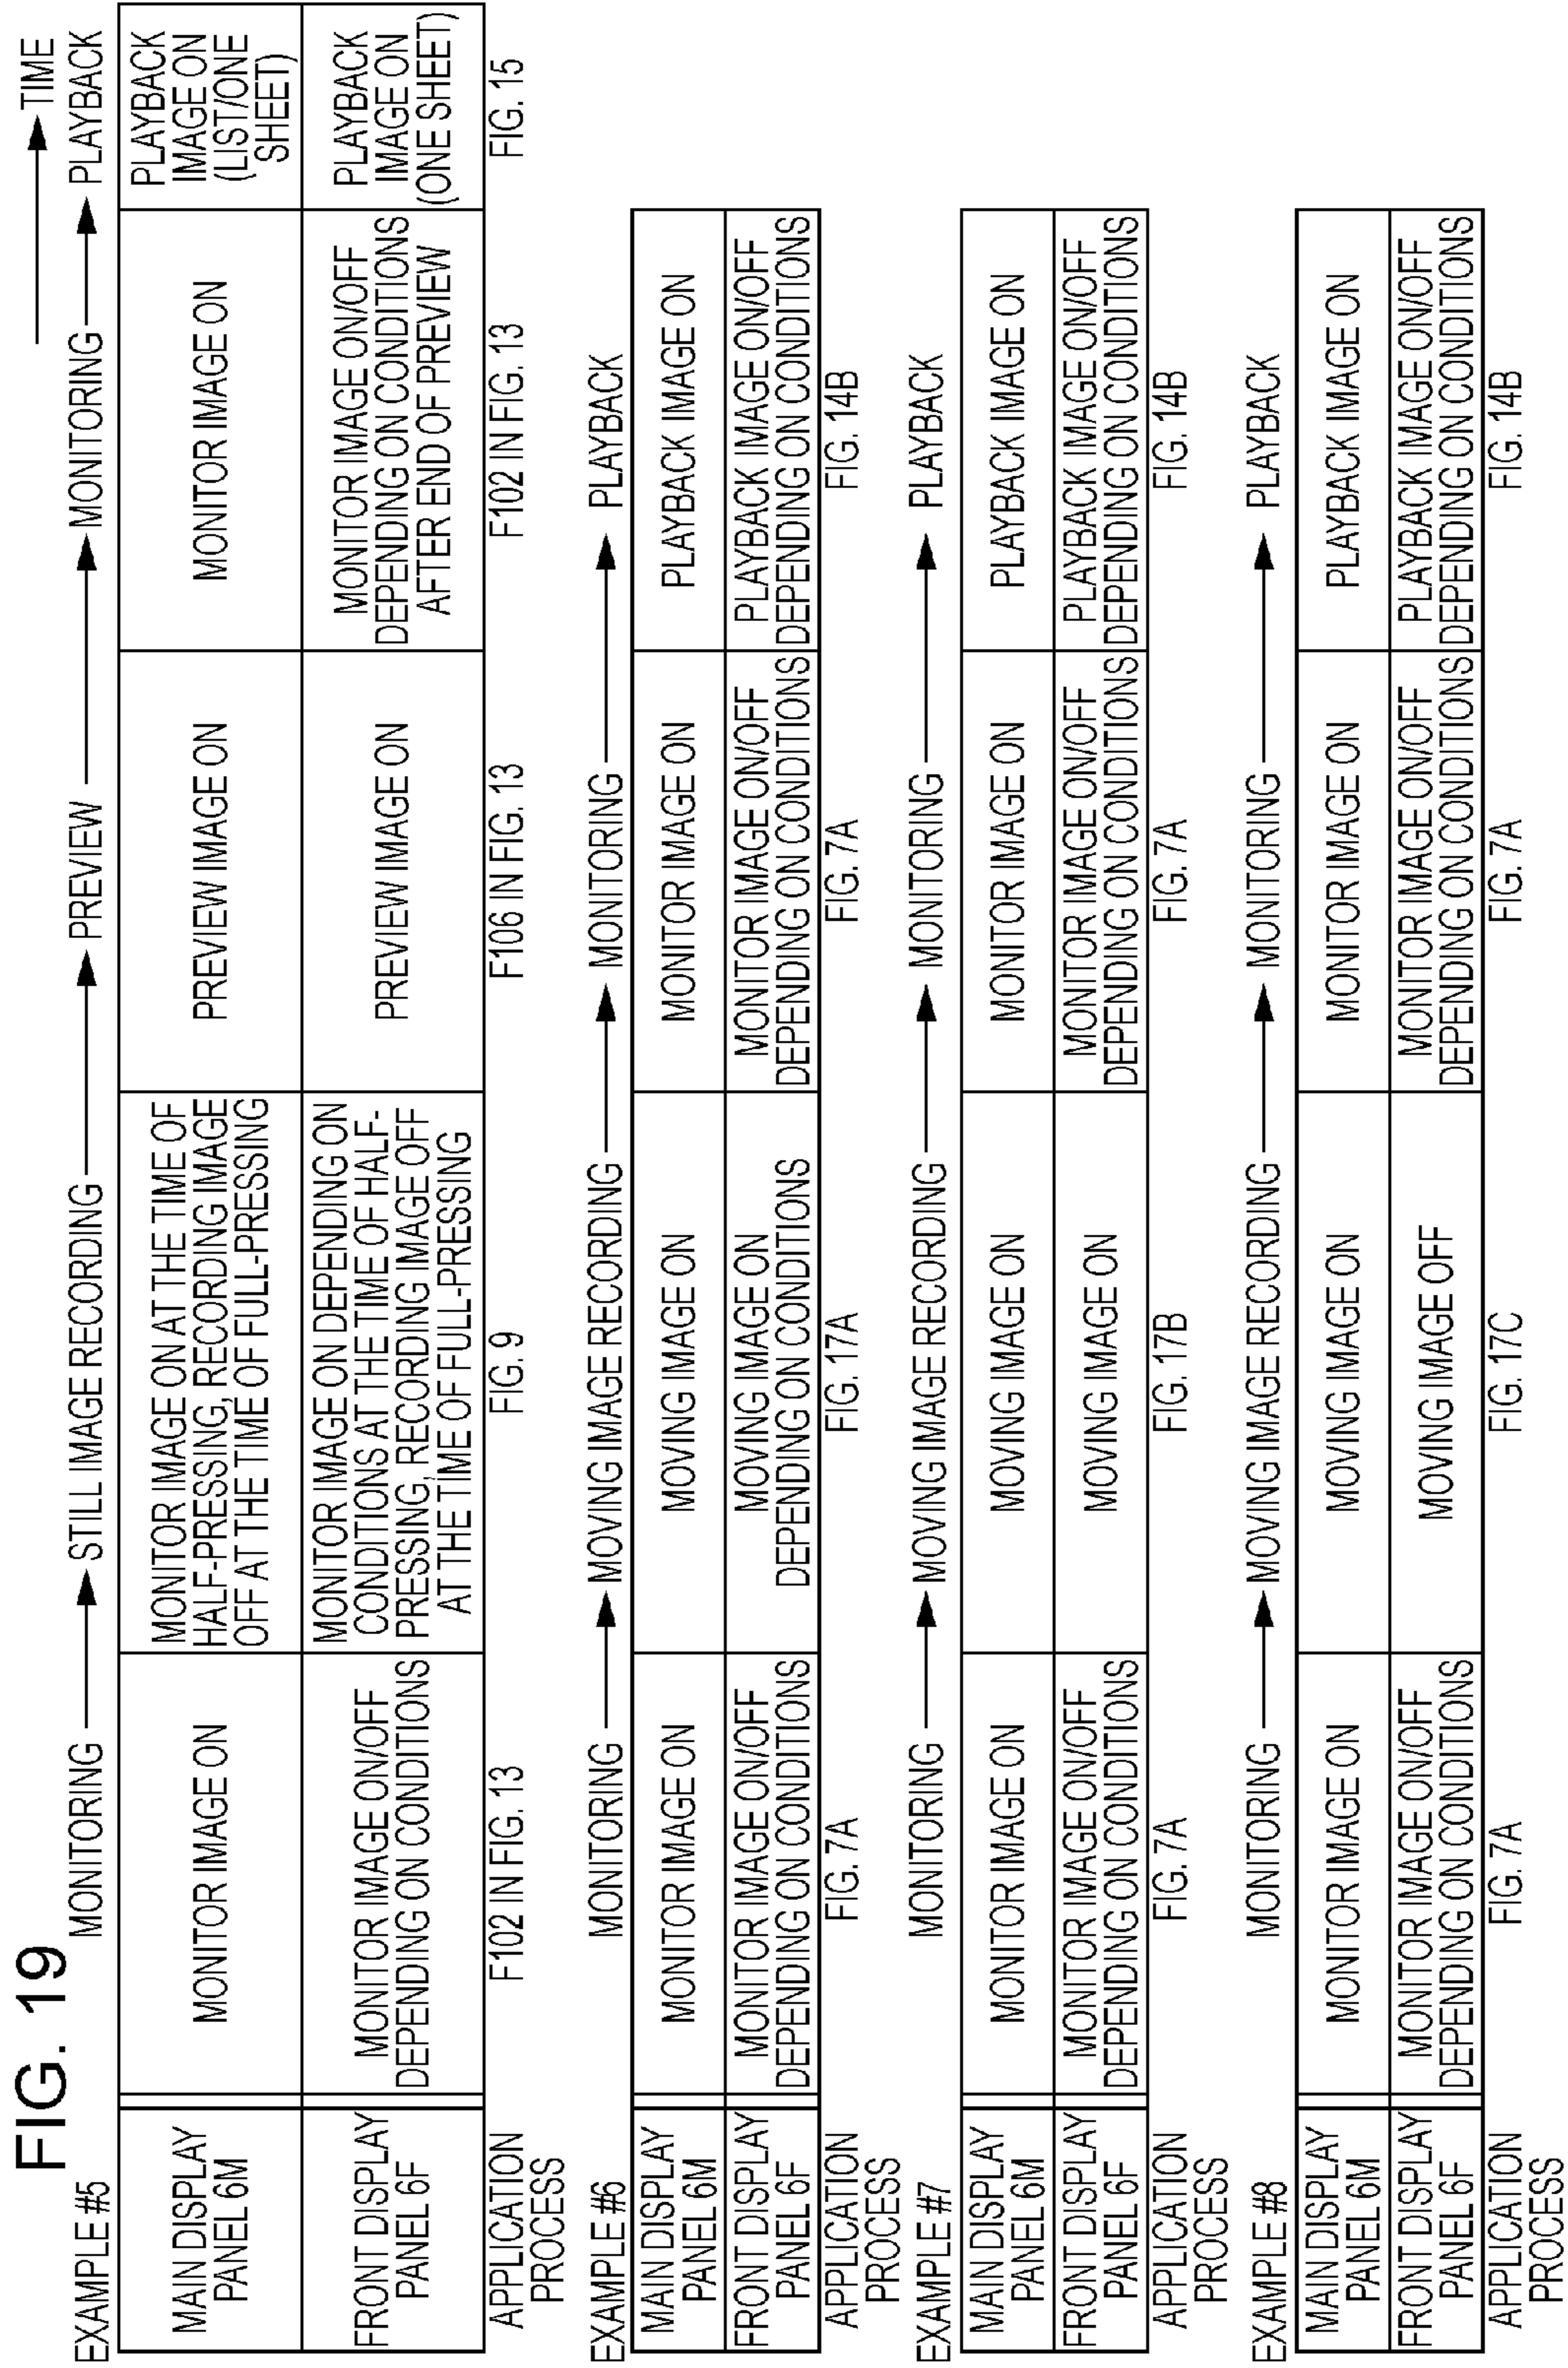 FIG. 19
TIME
EXAMPLE #5
MONITORING
STILL IMAGE RECORDING
PREVIEW
MONITORING
PLAYBACK
MAIN DISPLAY
PANEL 6M
MONITOR IMAGE ON
MONITOR IMAGE ON AT THE TIME OF
HALF-PRESSING, RECORDING IMAGE
OFF AT THE TIME OF FULL-PRESSING
PREVIEW IMAGE ON
MONITOR IMAGE ON
PLAYBACK
IMAGE ON
(LIST/ONE
SHEET)
FRONT DISPLAY
PANEL 6F
MONITOR IMAGE ON/OFF
DEPENDING ON CONDITIONS
MONITOR IMAGE ON DEPENDING ON
CONDITIONS AT THE TIME OF HALF-
PRESSING, RECORDING IMAGE OFF
AT THE TIME OF FULL-PRESSING
PREVIEW IMAGE ON
MONITOR IMAGE ON/OFF
DEPENDING ON CONDITIONS
AFTER END OF PREVIEW
PLAYBACK
IMAGE ON
(ONE SHEET)
APPLICATION
PROCESS
F102 IN FIG. 13
FIG. 9
F106 IN FIG. 13
F102 IN FIG. 13
FIG. 15
EXAMPLE #6
MONITORING
MOVING IMAGE RECORDING
MONITORING
PLAYBACK
MAIN DISPLAY
PANEL 6M
MONITOR IMAGE ON
MOVING IMAGE ON
MONITOR IMAGE ON
PLAYBACK IMAGE ON
FRONT DISPLAY
PANEL 6F
MONITOR IMAGE ON/OFF
DEPENDING ON CONDITIONS
MOVING IMAGE ON
DEPENDING ON CONDITIONS
MONITOR IMAGE ON/OFF
DEPENDING ON CONDITIONS
PLAYBACK IMAGE ON/OFF
DEPENDING ON CONDITIONS
APPLICATION
PROCESS
FIG. 7A
FIG. 17A
FIG. 7A
FIG. 14B
EXAMPLE #7
MONITORING
MOVING IMAGE RECORDING
MONITORING
PLAYBACK
MAIN DISPLAY
PANEL 6M
MONITOR IMAGE ON
MOVING IMAGE ON
MONITOR IMAGE ON
PLAYBACK IMAGE ON
FRONT DISPLAY
PANEL 6F
MONITOR IMAGE ON/OFF
DEPENDING ON CONDITIONS
MOVING IMAGE ON
MONITOR IMAGE ON/OFF
DEPENDING ON CONDITIONS
PLAYBACK IMAGE ON/OFF
DEPENDING ON CONDITIONS
APPLICATION
PROCESS
FIG. 7A
FIG. 17B
FIG. 7A
FIG. 14B
EXAMPLE #8
MONITORING
MOVING IMAGE RECORDING
MONITORING
PLAYBACK
MAIN DISPLAY
PANEL 6M
MONITOR IMAGE ON
MOVING IMAGE ON
MONITOR IMAGE ON
PLAYBACK IMAGE ON
FRONT DISPLAY
PANEL 6F
MONITOR IMAGE ON/OFF
DEPENDING ON CONDITIONS
MOVING IMAGE OFF
MONITOR IMAGE ON/OFF
DEPENDING ON CONDITIONS
PLAYBACK IMAGE ON/OFF
DEPENDING ON CONDITIONS
APPLICATION
PROCESS
FIG. 7A
FIG. 17C
FIG. 7A
FIG. 14B